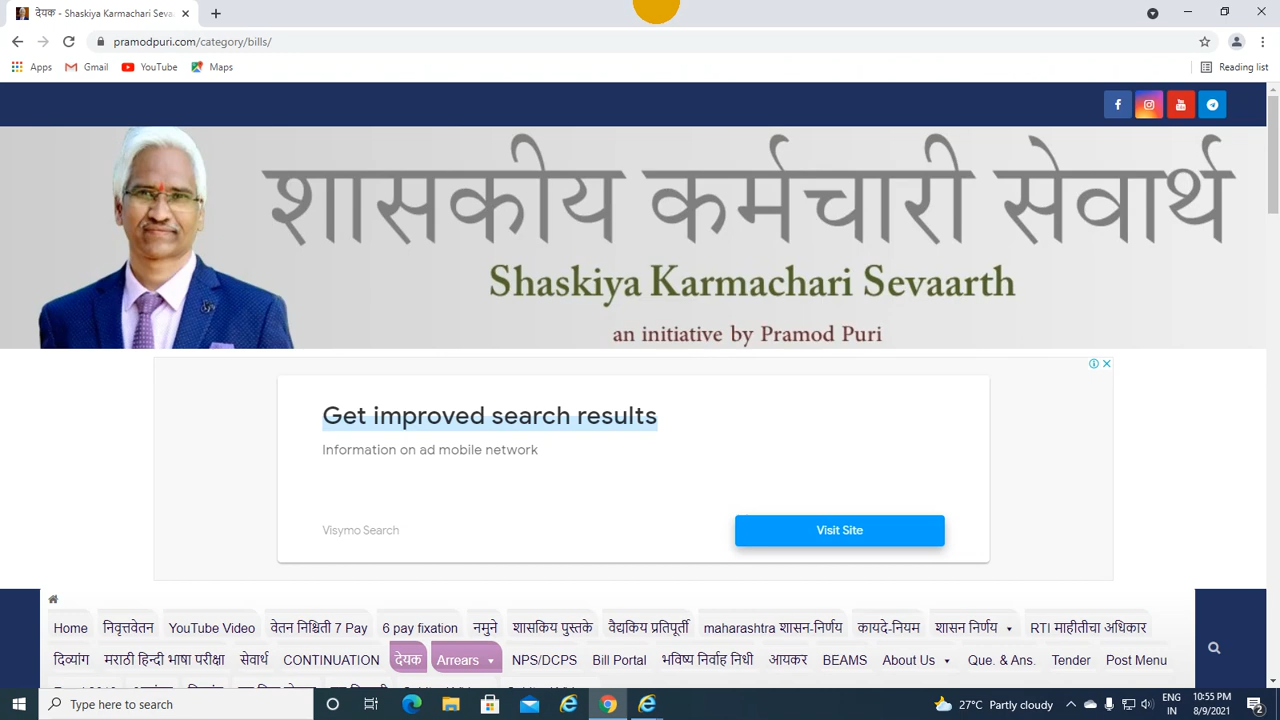 देयक - Shaskiya Karmachari Seva
pramodpuri.com/category/bills/
Apps Gmail YouTube Maps Reading list
शासकीय कर्मचारी सेवार्थ
Shaskiya Karmachari Sevaarth
an initiative by Pramod Puri
Get improved search results
Information on ad mobile network
Visymo Search Visit Site
Home निवृत्तवेतन YouTube Video वेतन निश्चिती 7 Pay 6 pay fixation नमुने शासकिय पुस्तके वैद्यकिय प्रतिपूर्ती maharashtra शासन-निर्णय कायदे-नियम शासन निर्णय RTI माहीतीचा अधिकार
दिव्यांग मराठी हिन्दी भाषा परीक्षा सेवार्थ CONTINUATION देयक Arrears NPS/DCPS Bill Portal भविष्य निर्वाह निधी आयकर BEAMS About Us Que. & Ans. Tender Post Menu
Type here to search 27°C Partly cloudy ENG 10:55 PM
IN 8/9/2021 2